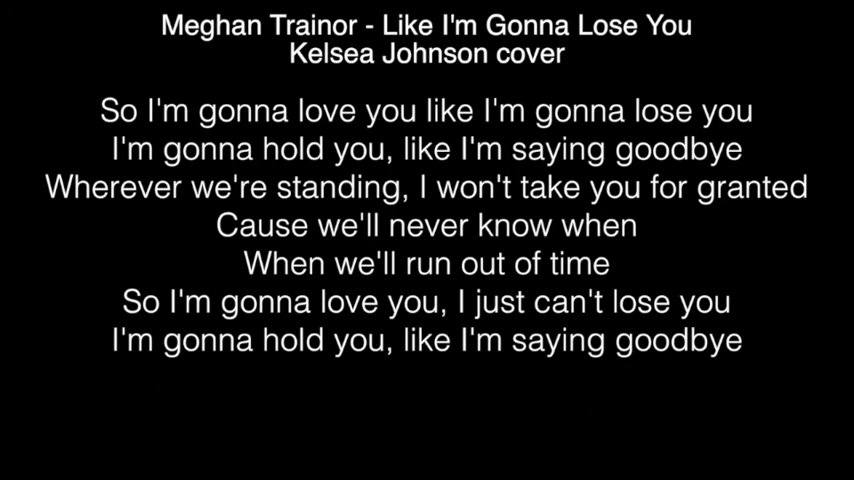 Meghan Trainor - Like I'm Gonna Lose You
Kelsea Johnson cover
So I'm gonna love you like I'm gonna lose you
I'm gonna hold you, like I'm saying goodbye
Wherever we're standing, I won't take you for granted
Cause we'll never know when
When we'll run out of time
So I'm gonna love you, I just can't lose you
I'm gonna hold you, like I'm saying goodbye